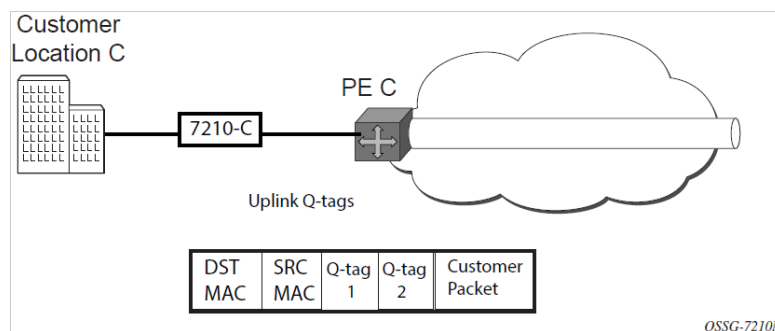 Customer
Location C
PE C
7210-C
Uplink Q-tags
DST
MAC
SRC
MAC
Q-tag
1
Q-tag
2
Customer
Packet